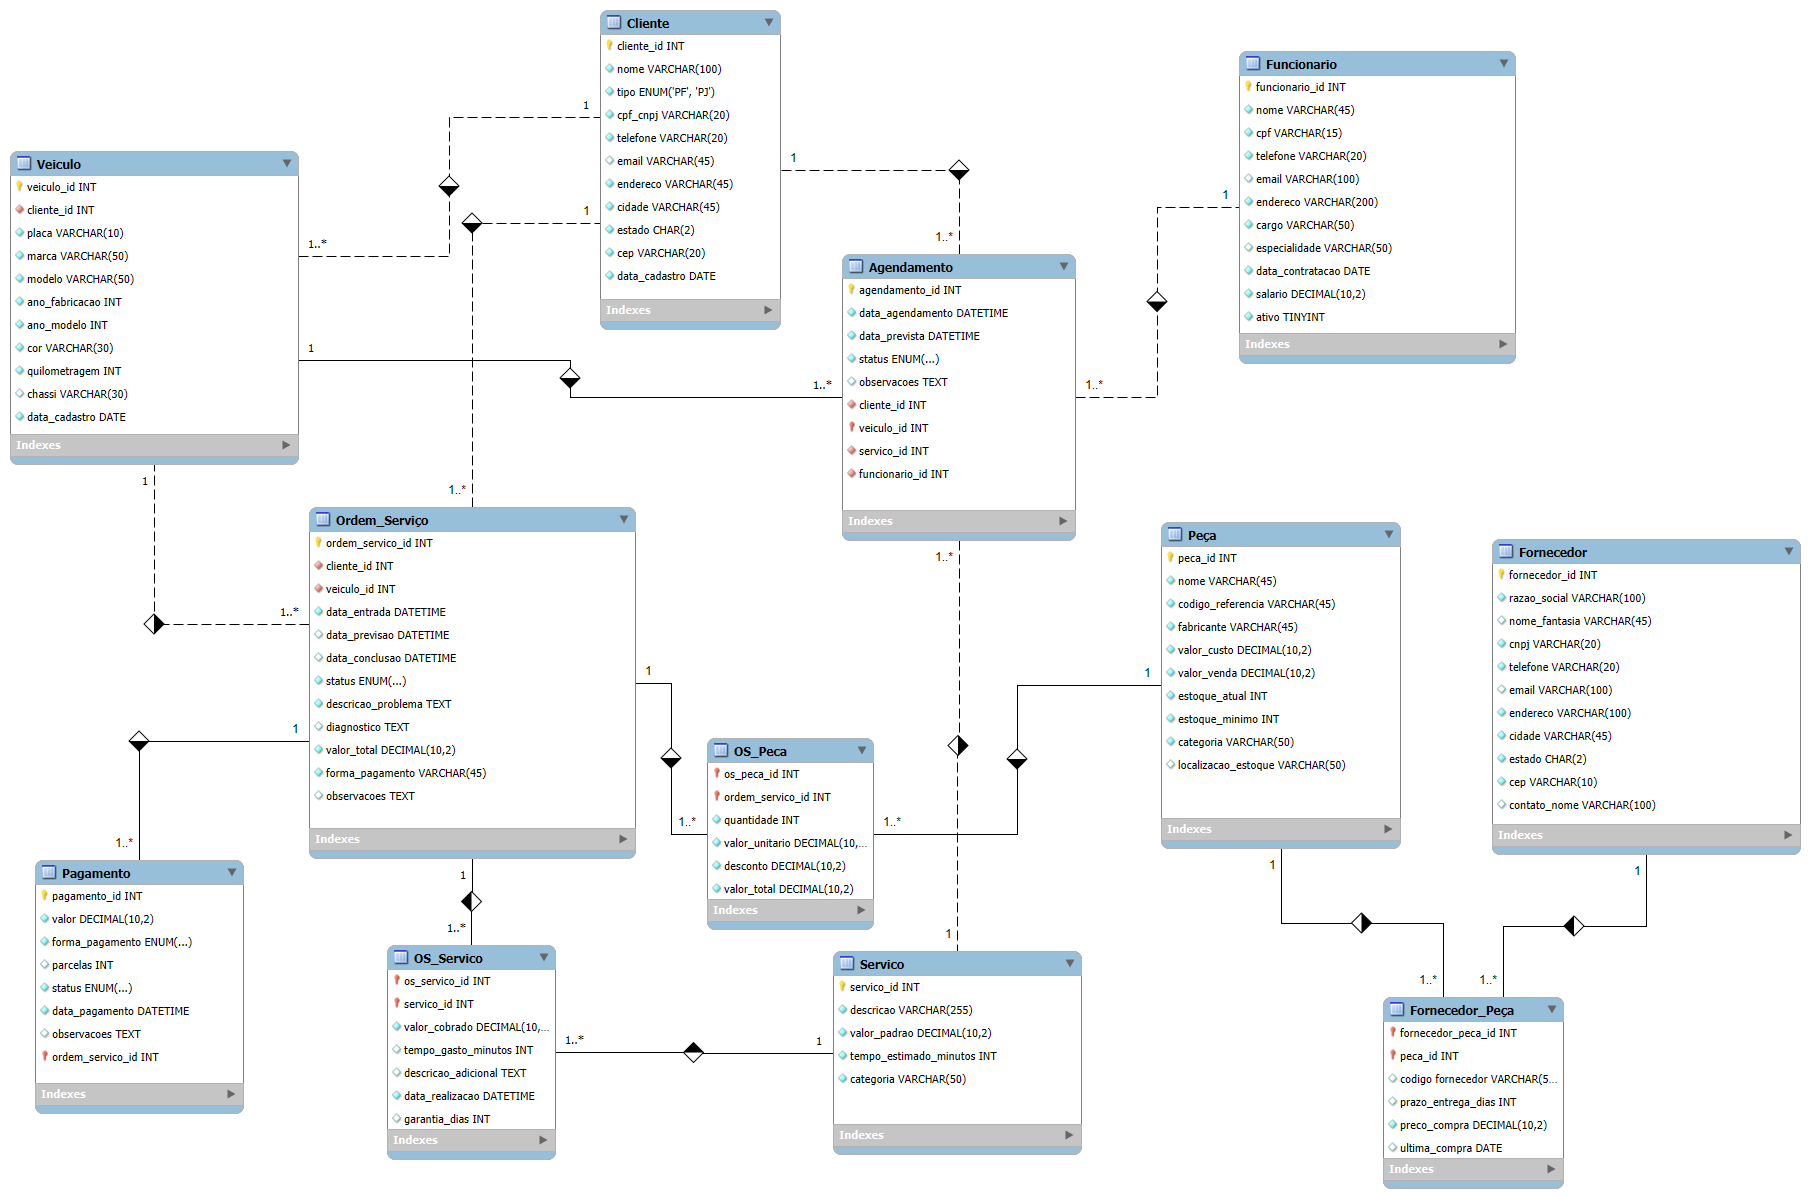 Cliente
cliente_id INT
nome VARCHAR(100)
tipo ENUM('PF', 'PJ')
cpf_cnpj VARCHAR(20)
telefone VARCHAR(20)
email VARCHAR(45)
endereco VARCHAR(45)
cidade VARCHAR(45)
estado CHAR(2)
cep VARCHAR(20)
data_cadastro DATE
Indexes
Funcionario
funcionario_id INT
nome VARCHAR(45)
cpf VARCHAR(15)
telefone VARCHAR(20)
email VARCHAR(100)
endereco VARCHAR(200)
cargo VARCHAR(50)
especialidade VARCHAR(50)
data_contratacao DATE
salario DECIMAL(10,2)
ativo TINYINT
Indexes
Veiculo
veiculo_id INT
cliente_id INT
placa VARCHAR(10)
marca VARCHAR(50)
modelo VARCHAR(50)
ano_fabricacao INT
ano_modelo INT
cor VARCHAR(30)
quilometragem INT
chassi VARCHAR(30)
data_cadastro DATE
Indexes
1
1..*
1
1..*
1
1..*
1
1..*
1
1..*
Agendamento
agendamento_id INT
data_agendamento DATETIME
data_prevista DATETIME
status ENUM(...)
observacoes TEXT
cliente_id INT
veiculo_id INT
servico_id INT
funcionario_id INT
Indexes
1
1..*
1..*
1
Ordem_Serviço
ordem_servico_id INT
cliente_id INT
veiculo_id INT
data_entrada DATETIME
data_previsao DATETIME
data_conclusao DATETIME
status ENUM(...)
descricao_problema TEXT
diagnostico TEXT
valor_total DECIMAL(10,2)
forma_pagamento VARCHAR(45)
observacoes TEXT
Indexes
Peça
peca_id INT
nome VARCHAR(45)
codigo_referencia VARCHAR(45)
fabricante VARCHAR(45)
valor_custo DECIMAL(10,2)
valor_venda DECIMAL(10,2)
estoque_atual INT
estoque_minimo INT
categoria VARCHAR(50)
localizacao_estoque VARCHAR(50)
Indexes
Fornecedor
fornecedor_id INT
razao_social VARCHAR(100)
nome_fantasia VARCHAR(45)
cnpj VARCHAR(20)
telefone VARCHAR(20)
email VARCHAR(100)
endereco VARCHAR(100)
cidade VARCHAR(45)
estado CHAR(2)
cep VARCHAR(10)
contato_nome VARCHAR(100)
Indexes
1
1..*
1
1..*
OS_Peca
os_peca_id INT
ordem_servico_id INT
quantidade INT
valor_unitario DECIMAL(10,...
desconto DECIMAL(10,2)
valor_total DECIMAL(10,2)
Indexes
1
1..*
Pagamento
pagamento_id INT
valor DECIMAL(10,2)
forma_pagamento ENUM(...)
parcelas INT
status ENUM(...)
data_pagamento DATETIME
observacoes TEXT
ordem_servico_id INT
Indexes
1
1..*
OS_Servico
os_servico_id INT
servico_id INT
valor_cobrado DECIMAL(10,...
tempo_gasto_minutos INT
descricao_adicional TEXT
data_realizacao DATETIME
garantia_dias INT
Indexes
1..*
1
Servico
servico_id INT
descricao VARCHAR(255)
valor_padrao DECIMAL(10,2)
tempo_estimado_minutos INT
categoria VARCHAR(50)
Indexes
1
1
1..*
1..*
Fornecedor_Peça
fornecedor_peca_id INT
peca_id INT
codigo fornecedor VARCHAR(5...
prazo_entrega_dias INT
preco_compra DECIMAL(10,2)
ultima_compra DATE
Indexes